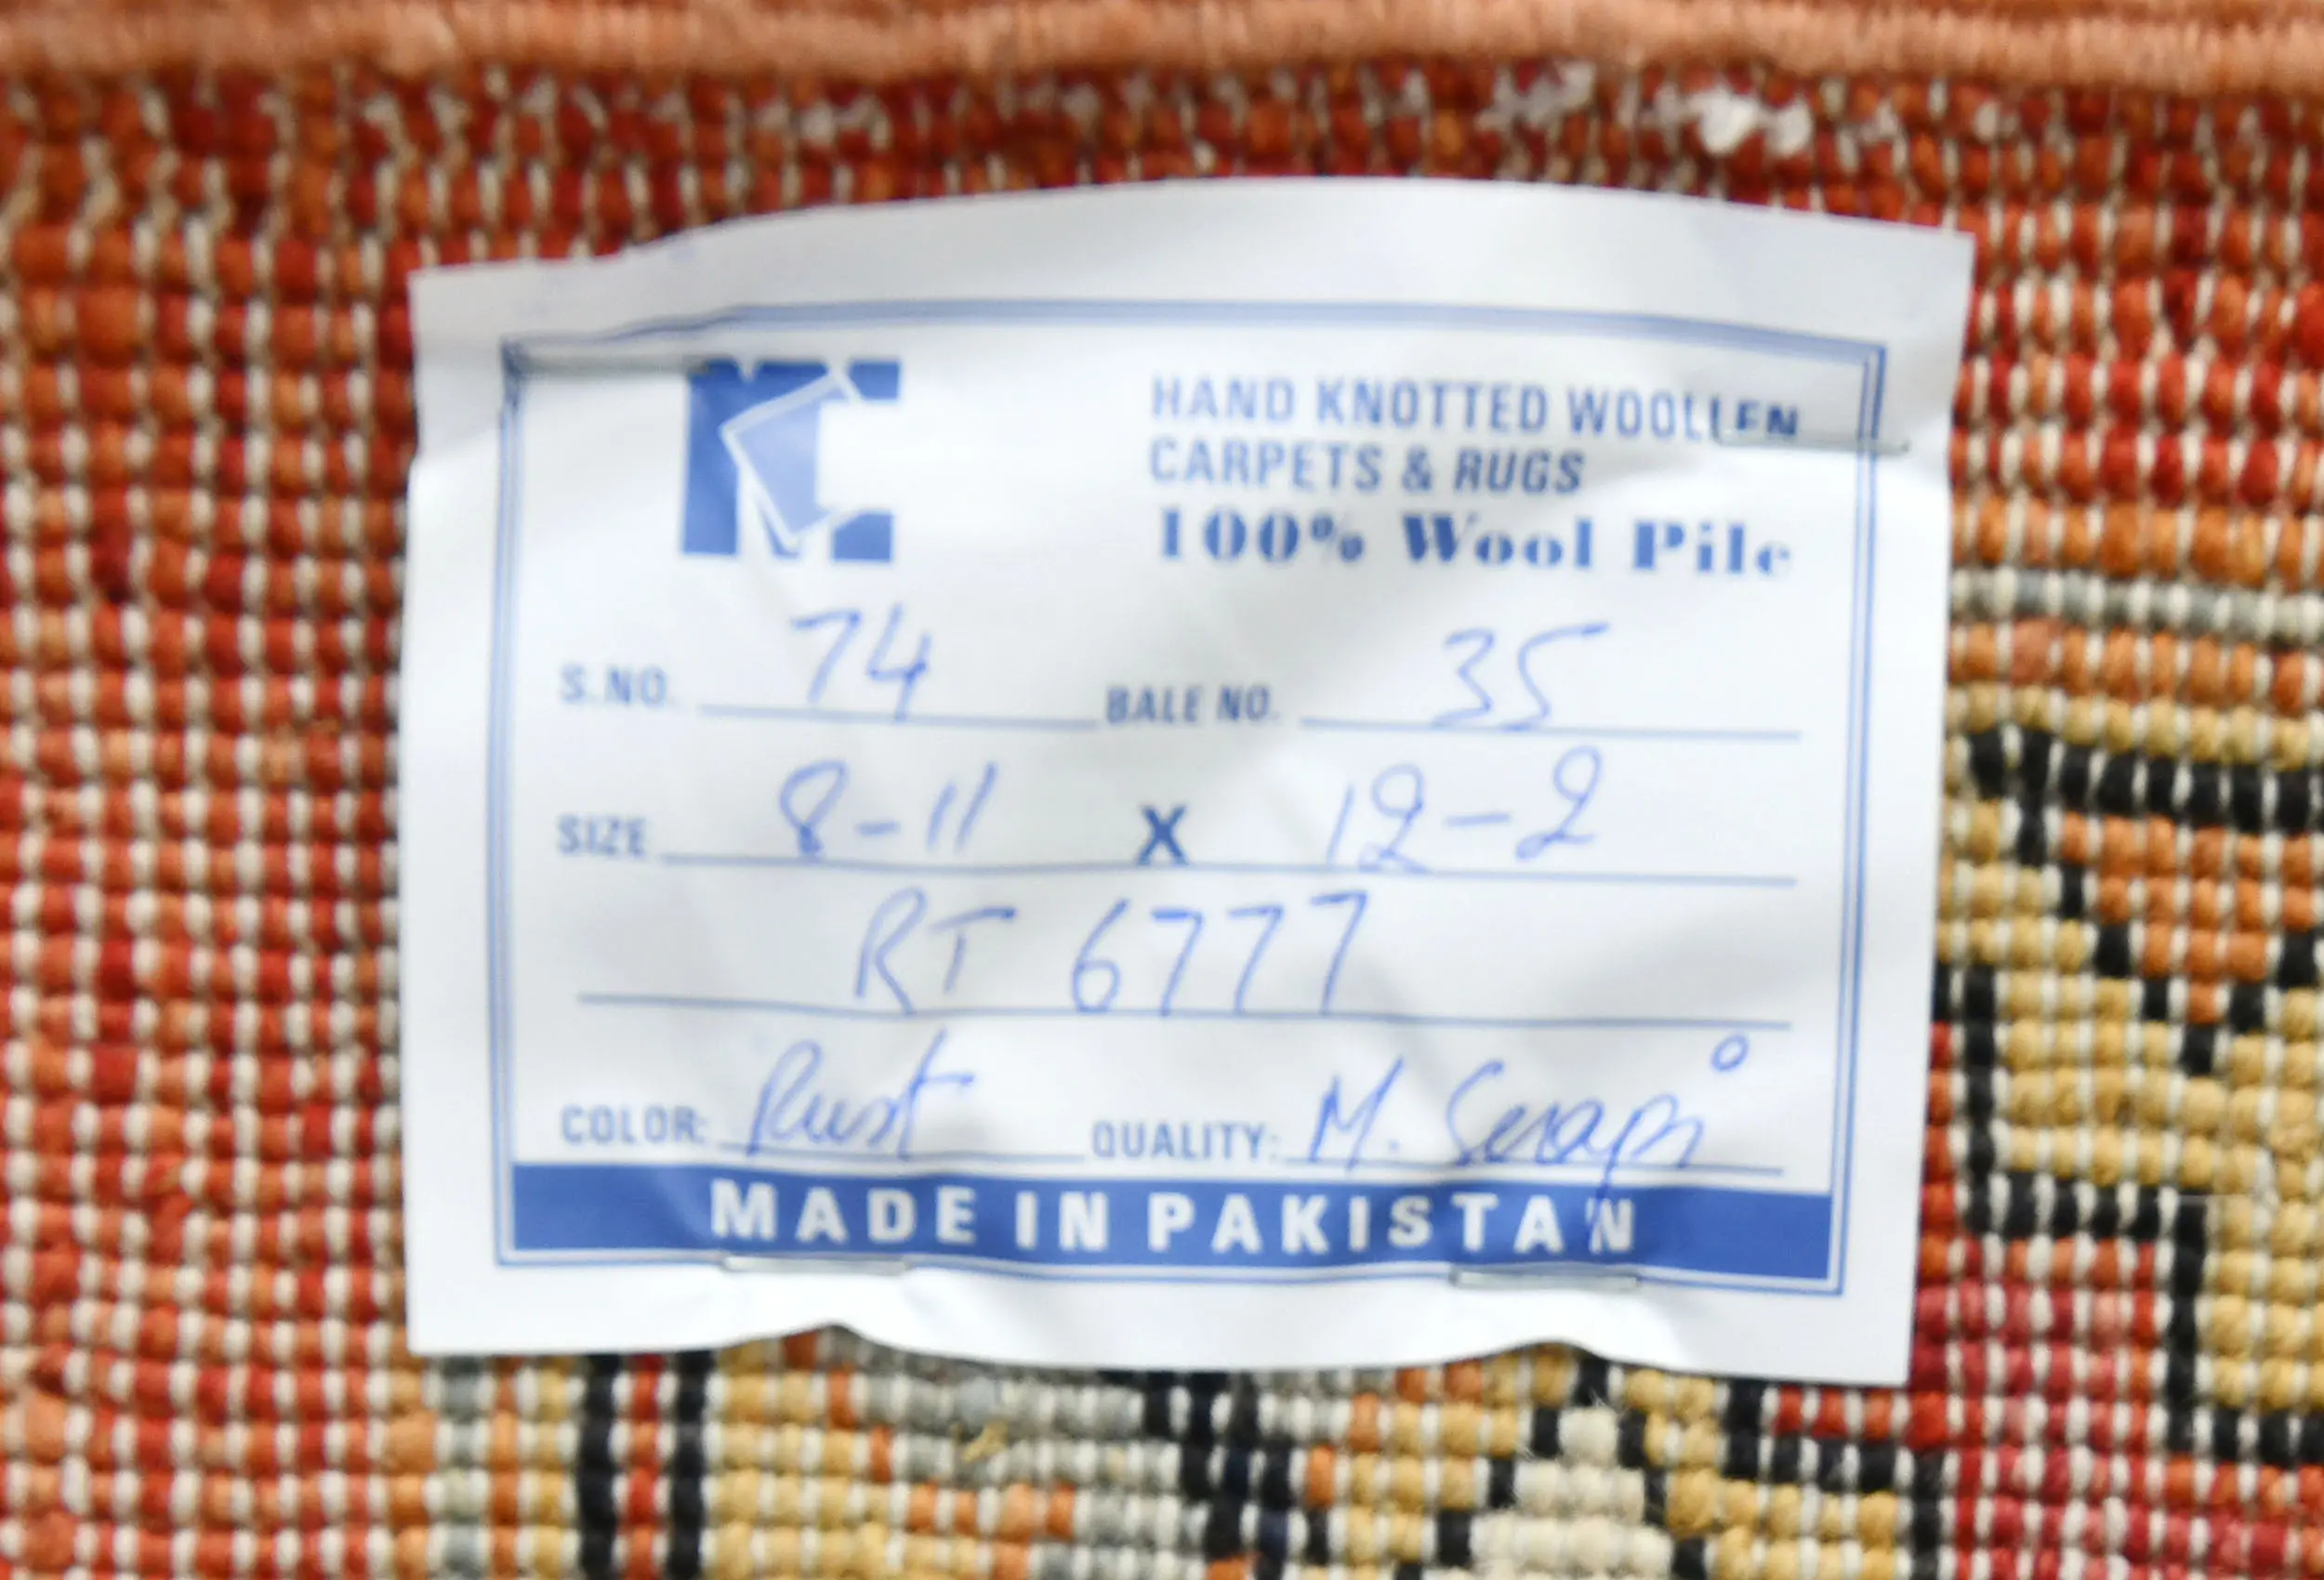 HAND KNOTTED WOOLLEN
CARPETS & RUGS
100% Wool Pile
S.NO. 74 BALE NO. 35
SIZE 8-11 X 12-2
RT 6777
COLOR: Rust QUALITY: M. Serapi
MADE IN PAKISTAN